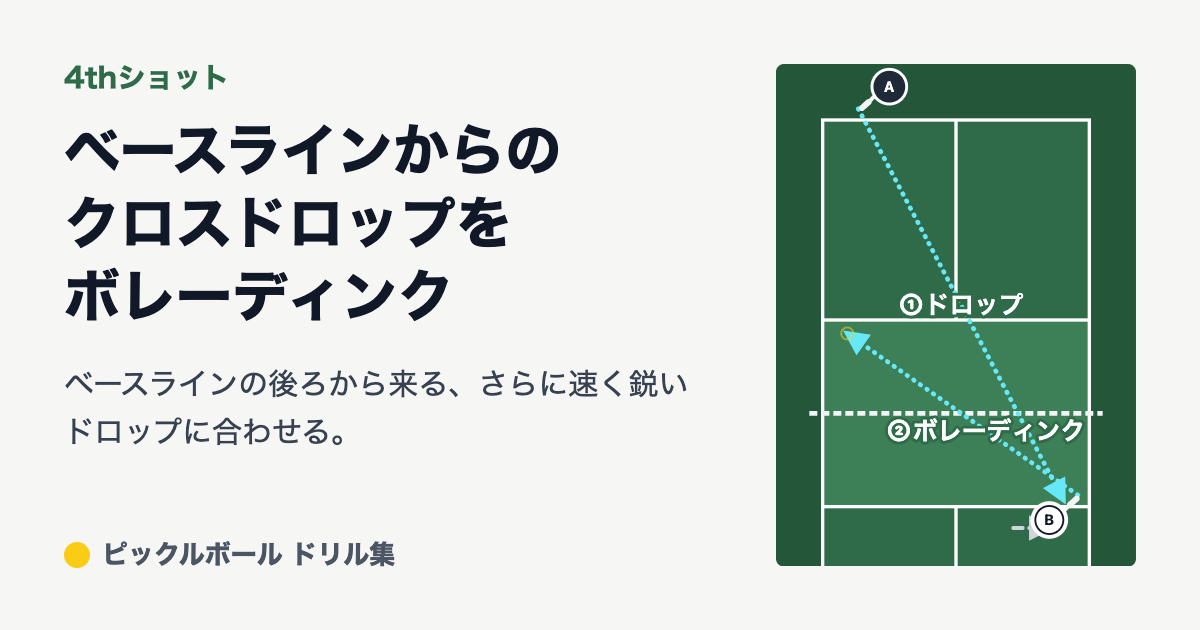 4thショット
ベースラインからの
クロスドロップを
ボレーディンク
ベースラインの後ろから来る、さらに速く鋭い
ドロップに合わせる。
ピックルボール ドリル集
A
①ドロップ
②ボレーディンク
B